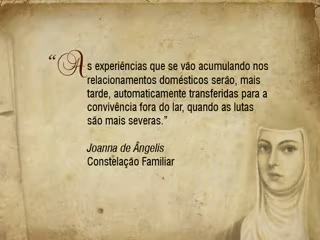 “As experiências que se vão acumulando nos
relacionamentos domésticos serão, mais
tarde, automaticamente transferidas para a
convivência fora do lar, quando as lutas
são mais severas.”
Joanna de Ângelis
Constelação Familiar